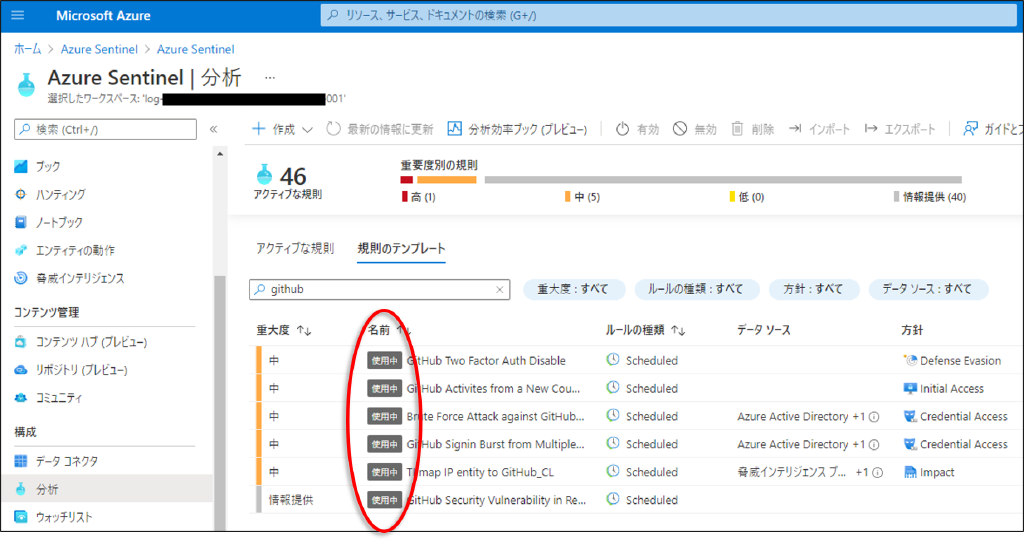 Microsoft Azure
リソース、サービス、ドキュメントの検索 (G+/)
ホーム > Azure Sentinel > Azure Sentinel
Azure Sentinel | 分析 ...
選択したワークスペース: 'log- 001'
検索 (Ctrl+/)
«
作成 最新の情報に更新 分析効率ブック (プレビュー) 有効 無効 削除 インポート エクスポート ガイドとフ
ブック
ハンティング
ノートブック
エンティティの動作
脅威インテリジェンス
コンテンツ管理
コンテンツ ハブ (プレビュー)
リポジトリ (プレビュー)
コミュニティ
構成
データ コネクタ
分析
ウォッチリスト
46
アクティブな規則
重要度別の規則
高 (1) 中 (5) 低 (0) 情報提供 (40)
アクティブな規則 規則のテンプレート
github
重大度 : すべて ルールの種類 : すべて 方針 : すべて データ ソース : すべて
重大度 ↑↓ 名前 ↑↓ ルールの種類 ↑↓ データ ソース 方針
中 使用中 GitHub Two Factor Auth Disable Scheduled Defense Evasion
中 使用中 GitHub Activites from a New Cou... Scheduled Initial Access
中 使用中 Brute Force Attack against GitHub... Scheduled Azure Active Directory +1 Credential Access
中 使用中 GitHub Signin Burst from Multiple... Scheduled Azure Active Directory +1 Credential Access
中 使用中 TI map IP entity to GitHub_CL Scheduled 脅威インテリジェンス プ... +1 Impact
情報提供 使用中 GitHub Security Vulnerability in Re... Scheduled